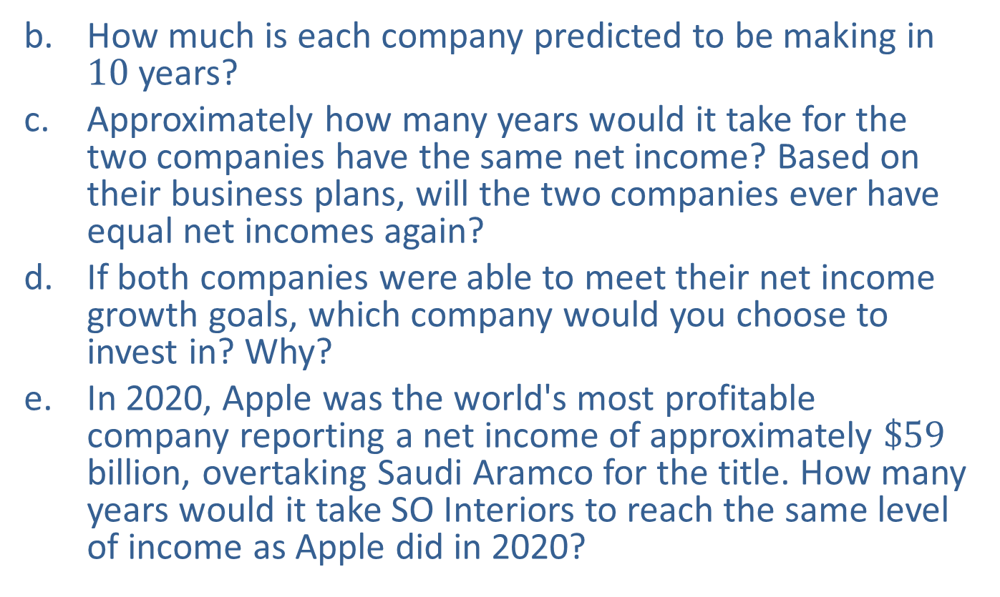 b. How much is each company predicted to be making in
10 years?
c. Approximately how many years would it take for the
two companies have the same net income? Based on
their business plans, will the two companies ever have
equal net incomes again?
d. If both companies were able to meet their net income
growth goals, which company would you choose to
invest in? Why?
e. In 2020, Apple was the world's most profitable
company reporting a net income of approximately $59
billion, overtaking Saudi Aramco for the title. How many
years would it take SO Interiors to reach the same level
of income as Apple did in 2020?